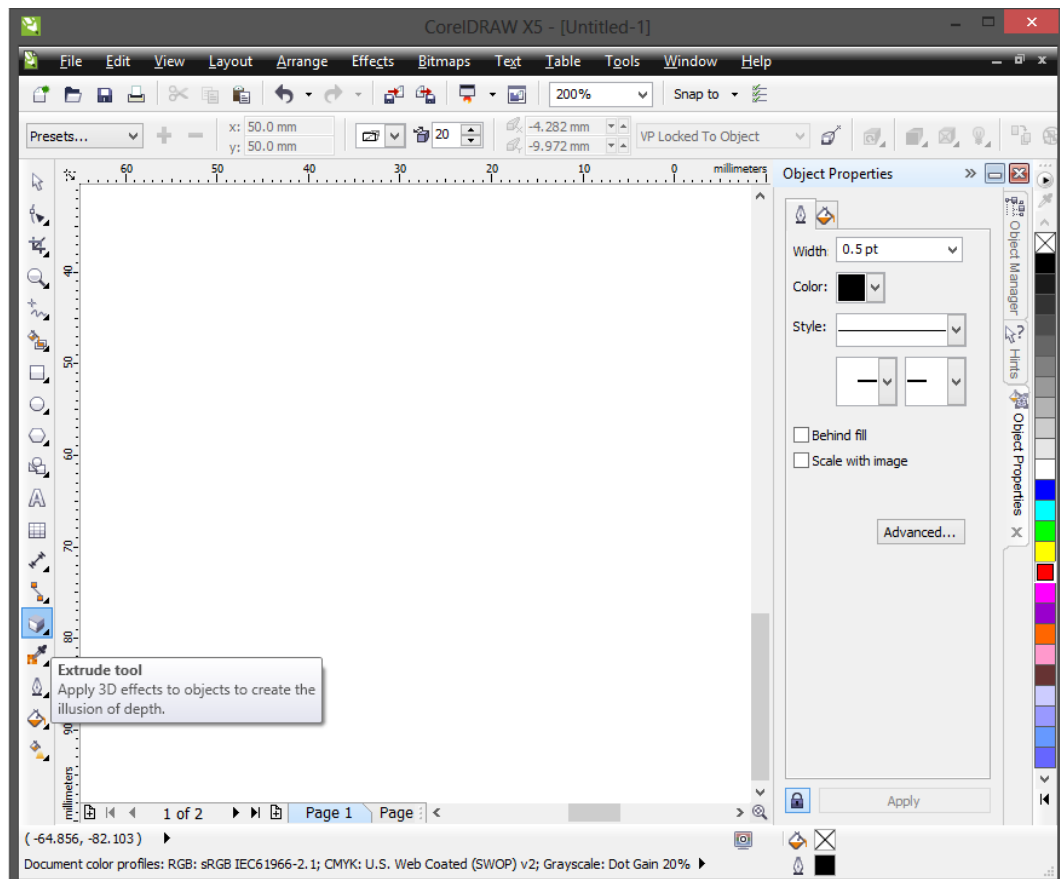 CorelDRAW X5 - [Untitled-1]
File Edit View Layout Arrange Effects Bitmaps Text Table Tools Window Help
200% Snap to
Presets... x: 50.0 mm 20 -4.282 mm VP Locked To Object
y: 50.0 mm -9.972 mm
60 50 40 30 20 10 0 millimeters
Object Properties
Width: 0.5 pt
Color:
Style:
Behind fill
Scale with image
Advanced...
Apply
Object Manager
Hints
Object Properties
40
50
60
70
80
90
millimeters
Extrude tool
Apply 3D effects to objects to create the
illusion of depth.
1 of 2 Page 1 Page
( -64.856, -82.103 )
Document color profiles: RGB: sRGB IEC61966-2.1; CMYK: U.S. Web Coated (SWOP) v2; Grayscale: Dot Gain 20%